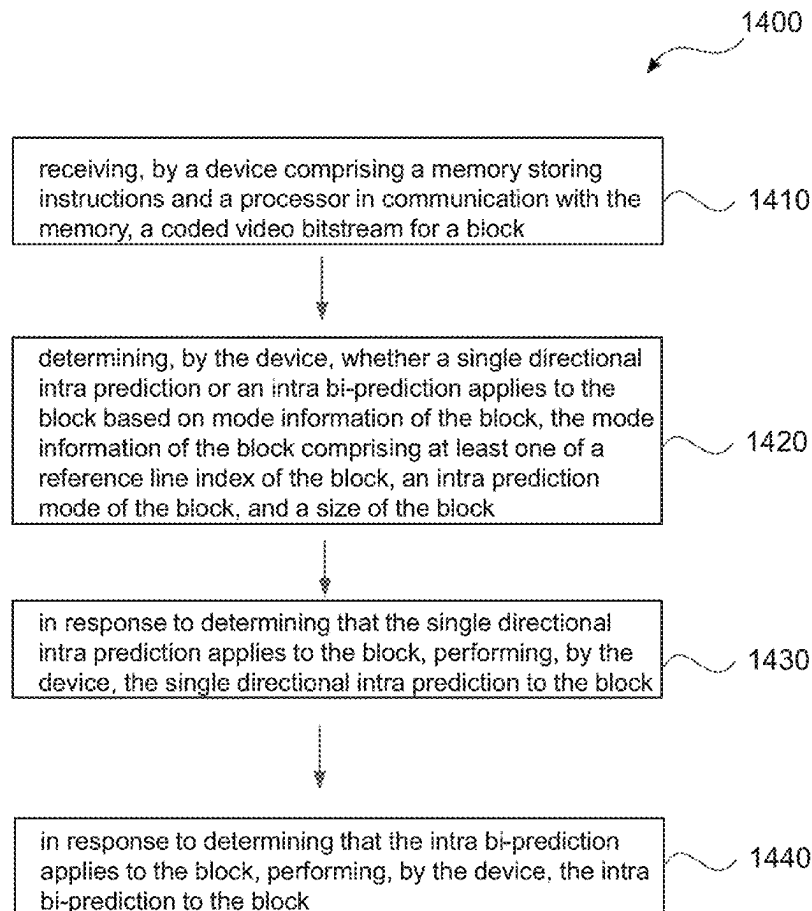 1400
receiving, by a device comprising a memory storing
instructions and a processor in communication with the
memory, a coded video bitstream for a block
1410
determining, by the device, whether a single directional
intra prediction or an intra bi-prediction applies to the
block based on mode information of the block, the mode
information of the block comprising at least one of a
reference line index of the block, an intra prediction
mode of the block, and a size of the block
1420
in response to determining that the single directional
intra prediction applies to the block, performing, by the
device, the single directional intra prediction to the block
1430
in response to determining that the intra bi-prediction
applies to the block, performing, by the device, the intra
bi-prediction to the block
1440